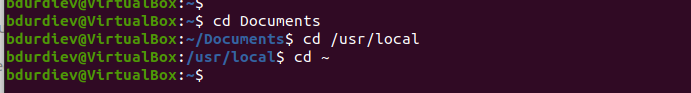 bdurdiev@VirtualBox:~$
bdurdiev@VirtualBox:~$ cd Documents
bdurdiev@VirtualBox:~/Documents$ cd /usr/local
bdurdiev@VirtualBox:/usr/local$ cd ~
bdurdiev@VirtualBox:~$